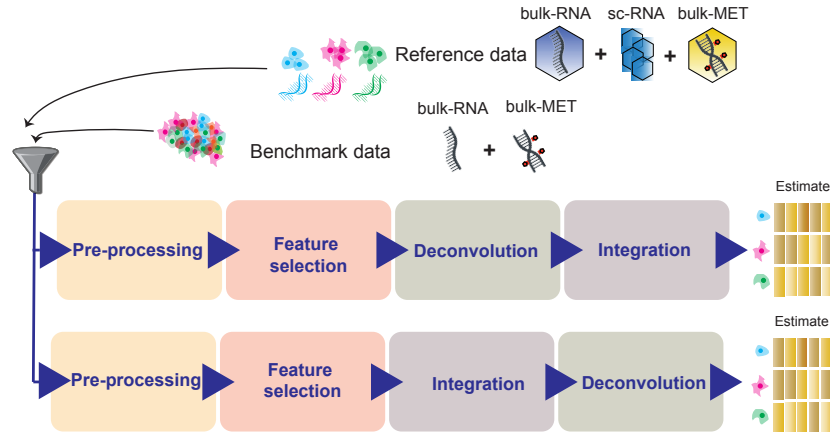 bulk-RNA sc-RNA bulk-MET
Reference data + +
bulk-RNA bulk-MET
Benchmark data +
Estimate
Pre-processing Feature selection Deconvolution Integration
Estimate
Pre-processing Feature selection Integration Deconvolution